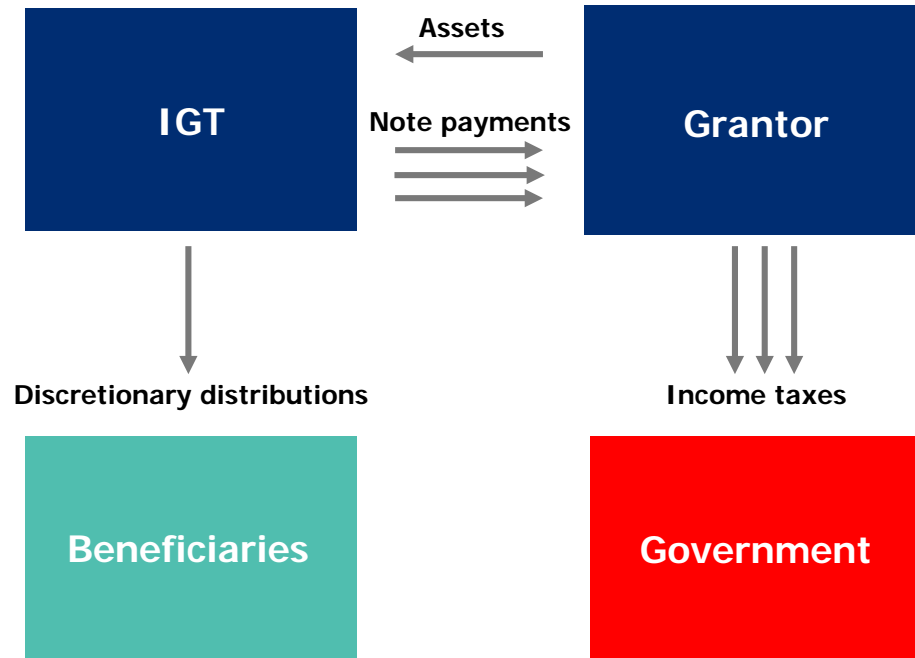 Assets
IGT
Note payments
Grantor
Discretionary distributions
Income taxes
Beneficiaries
Government